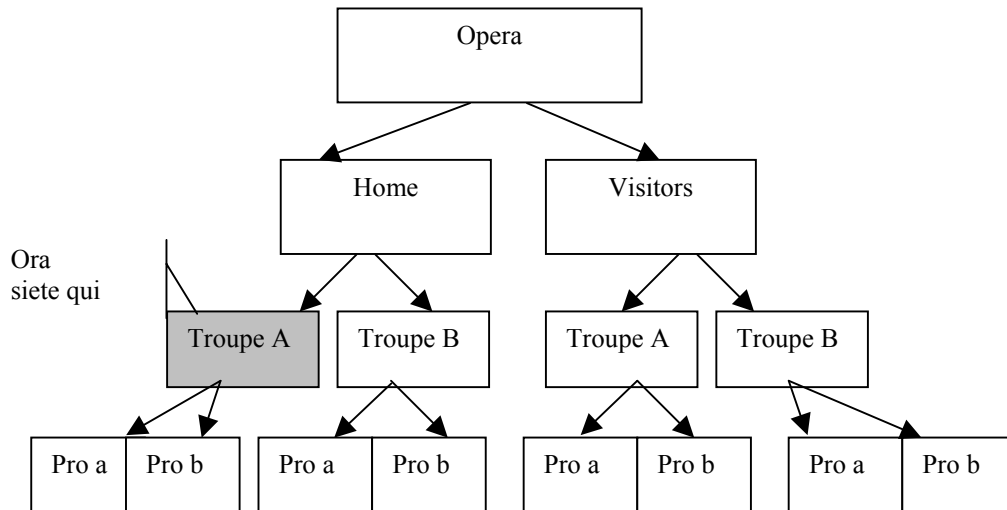 Opera
Home
Visitors
Ora
siete qui
Troupe A
Troupe B
Troupe A
Troupe B
Pro a
Pro b
Pro a
Pro b
Pro a
Pro b
Pro a
Pro b